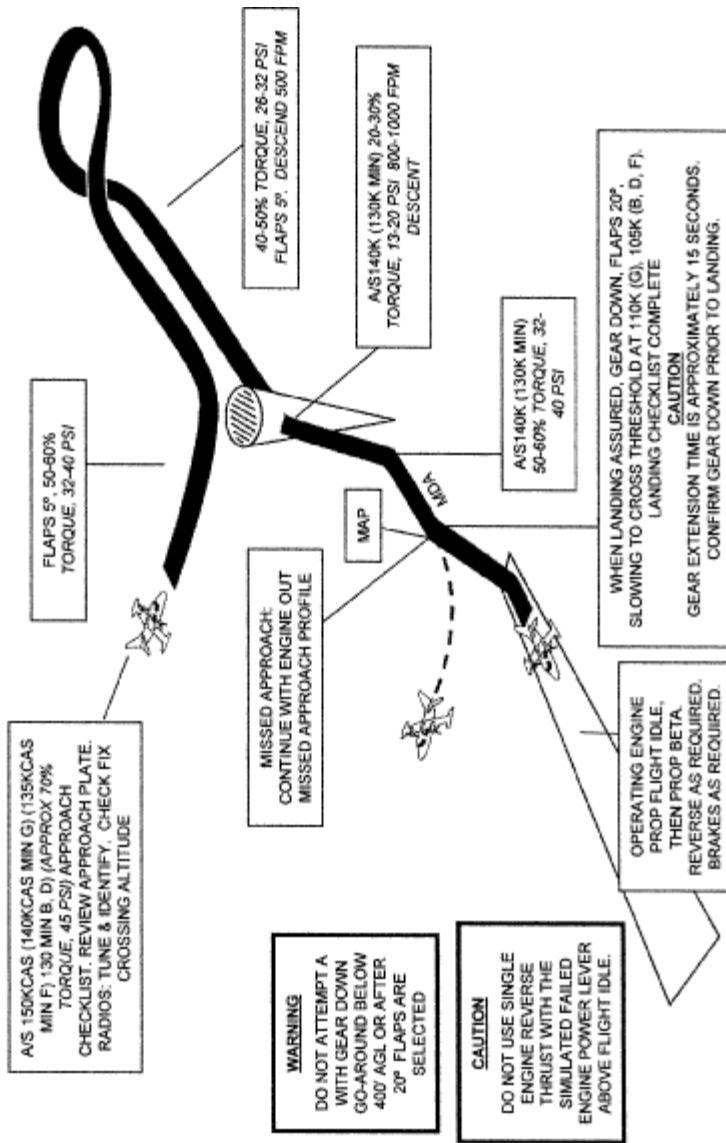 A/S 150KCAS (140KCAS MIN G) (135KCAS
MIN F) 130 MIN B, D) (APPROX 70%
TORQUE, 45 PSI) APPROACH
CHECKLIST. REVIEW APPROACH PLATE.
RADIOS: TUNE & IDENTIFY. CHECK FIX
CROSSING ALTITUDE
FLAPS 5º, 50-60%
TORQUE, 32-40 PSI
40-50% TORQUE, 26-32 PSI
FLAPS 5º. DESCEND 500 FPM
A/S140K (130K MIN) 20-30%
TORQUE, 13-20 PSI 800-1000 FPM
DESCENT
A/S140K (130K MIN)
50-60% TORQUE, 32-
40 PSI
MISSED APPROACH:
CONTINUE WITH ENGINE OUT
MISSED APPROACH PROFILE
MAP
MDA
WARNING
DO NOT ATTEMPT A
WITH GEAR DOWN
GO-AROUND BELOW
400' AGL OR AFTER
20º FLAPS ARE
SELECTED
CAUTION
DO NOT USE SINGLE
ENGINE REVERSE
THRUST WITH THE
SIMULATED FAILED
ENGINE POWER LEVER
ABOVE FLIGHT IDLE.
OPERATING ENGINE
PROP FLIGHT IDLE,
THEN PROP BETA.
REVERSE AS REQUIRED.
BRAKES AS REQUIRED.
WHEN LANDING ASSURED, GEAR DOWN, FLAPS 20º,
SLOWING TO CROSS THRESHOLD AT 110K (G), 105K (B, D, F).
LANDING CHECKLIST COMPLETE
CAUTION
GEAR EXTENSION TIME IS APPROXIMATELY 15 SECONDS.
CONFIRM GEAR DOWN PRIOR TO LANDING.